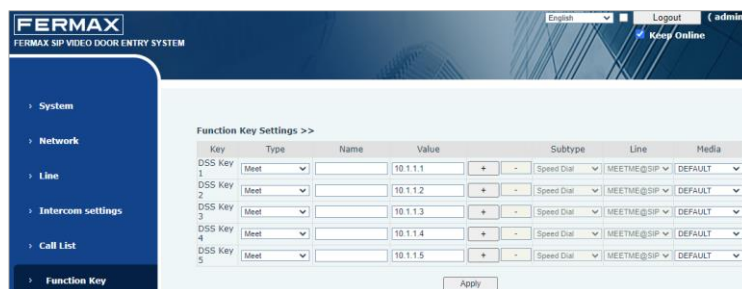 FERMAX
FERMAX SIP VIDEO DOOR ENTRY SYSTEM
English Logout ( admin
Keep Online
› System
› Network
› Line
› Intercom settings
› Call List
› Function Key
Function Key Settings >>
Key Type Name Value Subtype Line Media
DSS Key 1 Meet 10.1.1.1 + - Speed Dial MEETME@SIP DEFAULT
DSS Key 2 Meet 10.1.1.2 + - Speed Dial MEETME@SIP DEFAULT
DSS Key 3 Meet 10.1.1.3 + - Speed Dial MEETME@SIP DEFAULT
DSS Key 4 Meet 10.1.1.4 + - Speed Dial MEETME@SIP DEFAULT
DSS Key 5 Meet 10.1.1.5 + - Speed Dial MEETME@SIP DEFAULT
Apply